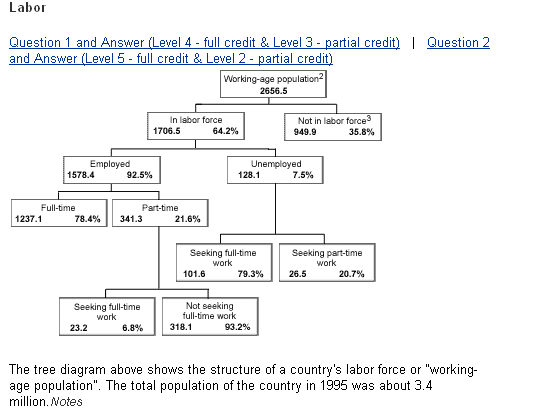 Labor
Question 1 and Answer (Level 4 - full credit & Level 3 - partial credit) | Question 2
and Answer (Level 5 - full credit & Level 2 - partial credit)
Working-age population2
2656.5
In labor force
1706.5 64.2%
Not in labor force3
949.9 35.8%
Employed
1578.4 92.5%
Unemployed
128.1 7.5%
Full-time
1237.1 78.4%
Part-time
341.3 21.6%
Seeking full-time
work
101.6 79.3%
Seeking part-time
work
26.5 20.7%
Seeking full-time
work
23.2 6.8%
Not seeking
full-time work
318.1 93.2%
The tree diagram above shows the structure of a country's labor force or "working-
age population". The total population of the country in 1995 was about 3.4
million.Notes